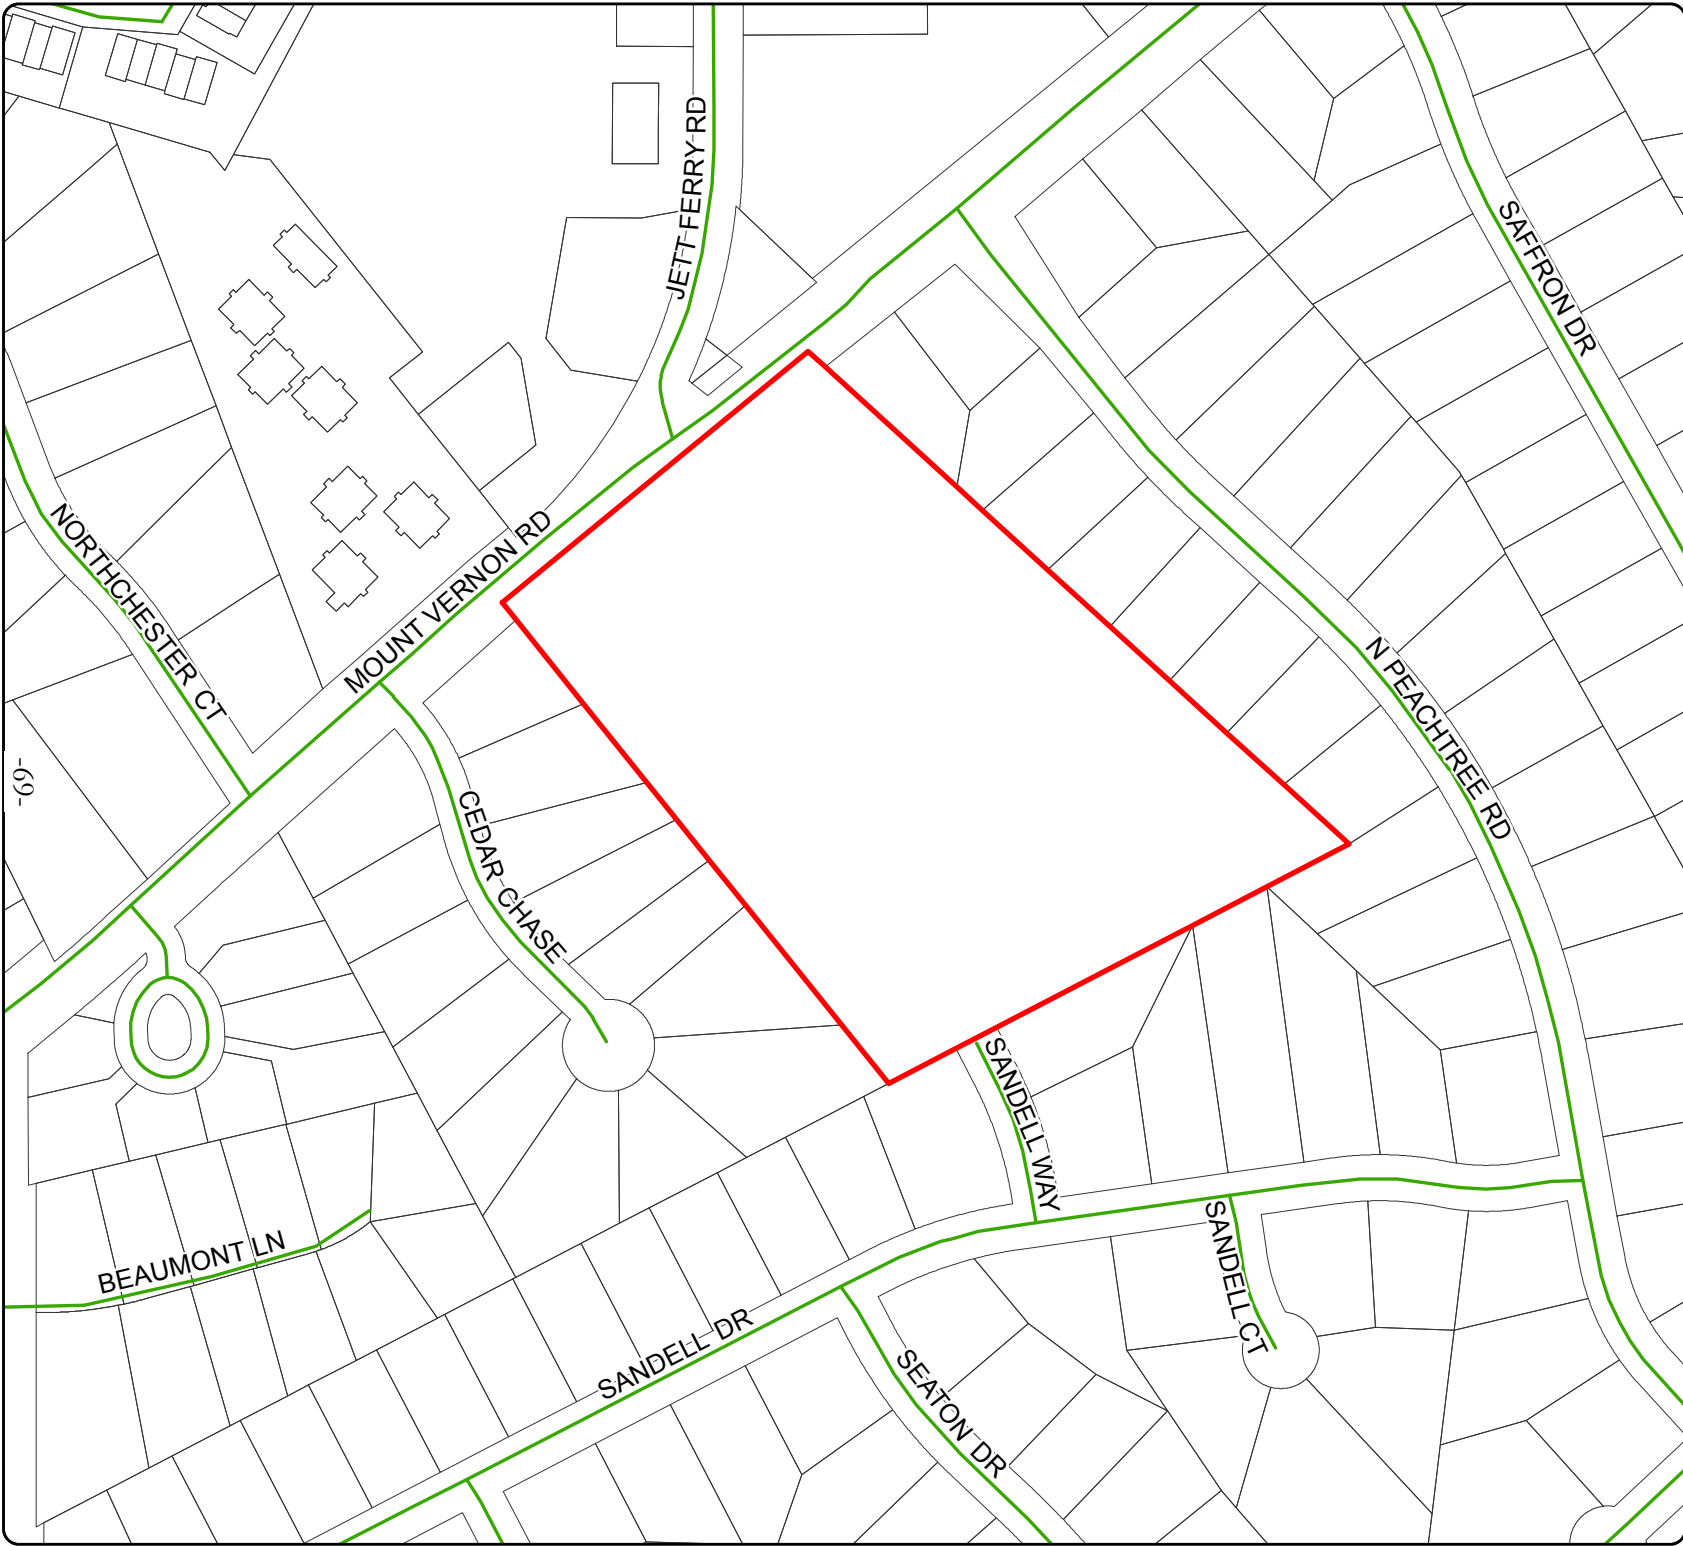 JETT FERRY RD
SAFFRON DR
NORTHCHESTER CT
MOUNT VERNON RD
N PEACHTREE RD
-69-
CEDAR CHASE
SANDELL WAY
SANDELL CT
BEAUMONT LN
SANDELL DR
SEATON DR